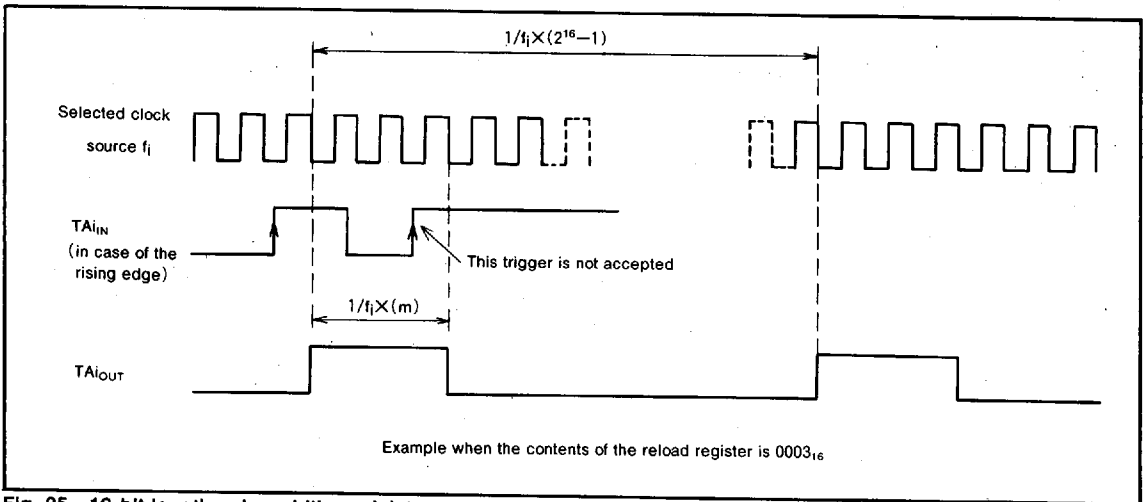 1/fᵢ×(2¹⁶−1)
Selected clock
source fᵢ
TAiIN
(in case of the
rising edge)
This trigger is not accepted
1/fᵢ×(m)
TAiOUT
Example when the contents of the reload register is 0003₁₆